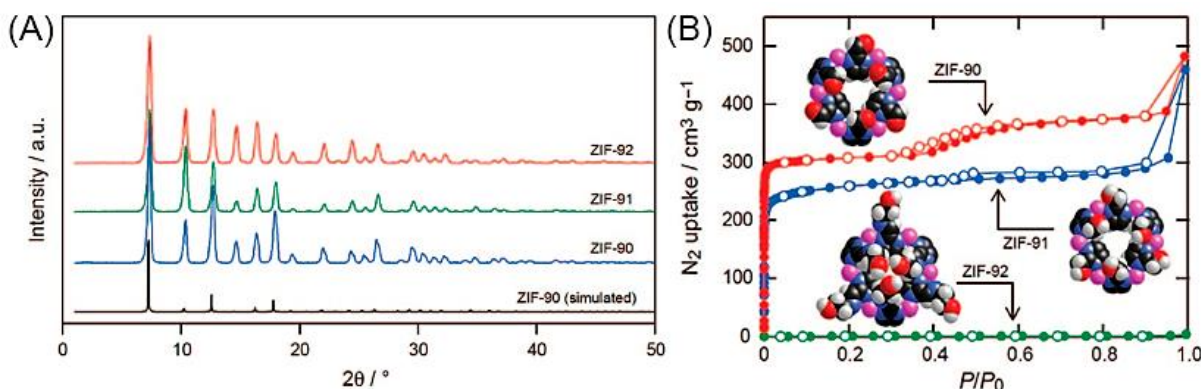 (A)
Intensity / a.u.
ZIF-92
ZIF-91
ZIF-90
ZIF-90 (simulated)
0 10 20 30 40 50
2θ / °
(B)
N2 uptake / cm³ g⁻¹
500
400
300
200
100
0
ZIF-90
ZIF-91
ZIF-92
0 0.2 0.4 0.6 0.8 1.0
P/P0